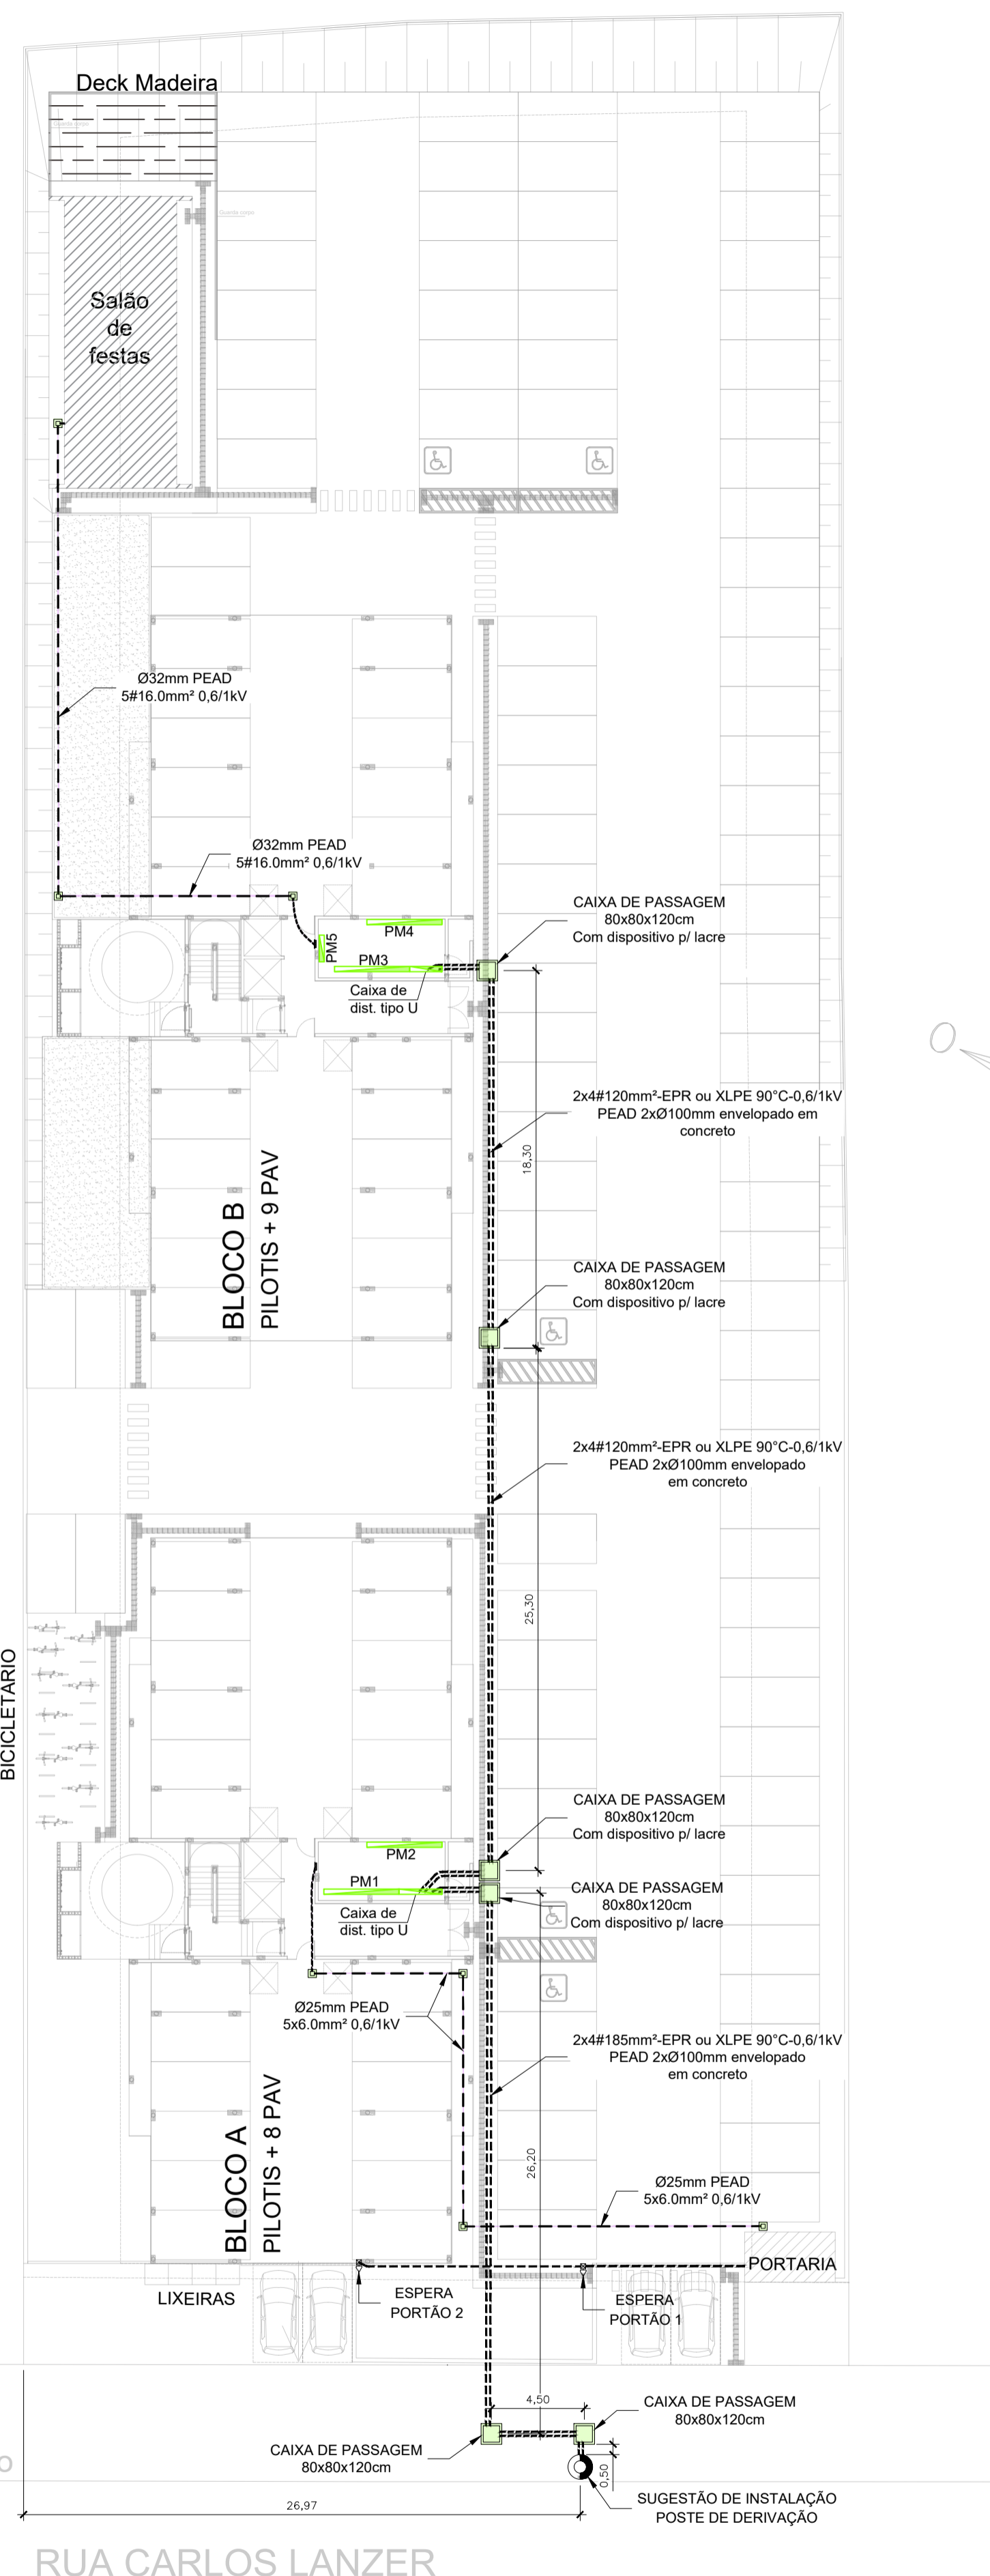 Deck Madeira
Guarda corpo
Guarda corpo
Salão
de
festas
Ø32mm PEAD
5#16.0mm² 0,6/1kV
Ø32mm PEAD
5#16.0mm² 0,6/1kV
CAIXA DE PASSAGEM
80x80x120cm
Com dispositivo p/ lacre
PM4
PM5
PM3
Caixa de
dist. tipo U
2x4#120mm²-EPR ou XLPE 90°C-0,6/1kV
PEAD 2xØ100mm envelopado em
concreto
18,30
BLOCO B
PILOTIS + 9 PAV
CAIXA DE PASSAGEM
80x80x120cm
Com dispositivo p/ lacre
2x4#120mm²-EPR ou XLPE 90°C-0,6/1kV
PEAD 2xØ100mm envelopado
em concreto
25,30
BICICLETÁRIO
CAIXA DE PASSAGEM
80x80x120cm
Com dispositivo p/ lacre
PM2
PM1
CAIXA DE PASSAGEM
80x80x120cm
Com dispositivo p/ lacre
Caixa de
dist. tipo U
Ø25mm PEAD
5x6.0mm² 0,6/1kV
2x4#185mm²-EPR ou XLPE 90°C-0,6/1kV
PEAD 2xØ100mm envelopado
em concreto
BLOCO A
PILOTIS + 8 PAV
26,20
Ø25mm PEAD
5x6.0mm² 0,6/1kV
PORTARIA
LIXEIRAS
ESPERA
PORTÃO 2
ESPERA
PORTÃO 1
4,50
CAIXA DE PASSAGEM
80x80x120cm
CAIXA DE PASSAGEM
80x80x120cm
0,50
o
SUGESTÃO DE INSTALAÇÃO
POSTE DE DERIVAÇÃO
26,97
RUA CARLOS LANZER